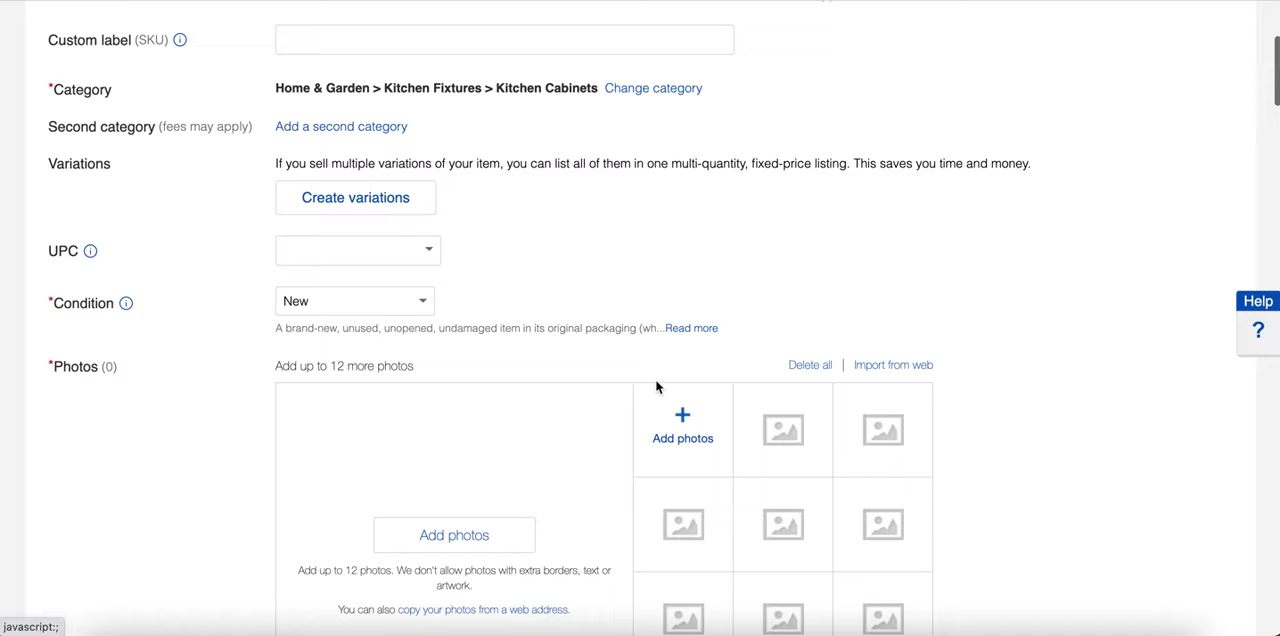 Custom label (SKU)
*Category Home & Garden > Kitchen Fixtures > Kitchen Cabinets Change category
Second category (fees may apply) Add a second category
Variations If you sell multiple variations of your item, you can list all of them in one multi-quantity, fixed-price listing. This saves you time and money.
Create variations
UPC
Help
?
*Condition New
A brand-new, unused, unopened, undamaged item in its original packaging (wh...Read more
*Photos (0) Add up to 12 more photos Delete all | Import from web
+
Add photos
Add photos
Add up to 12 photos. We don't allow photos with extra borders, text or
artwork.
You can also copy your photos from a web address.
javascript:;